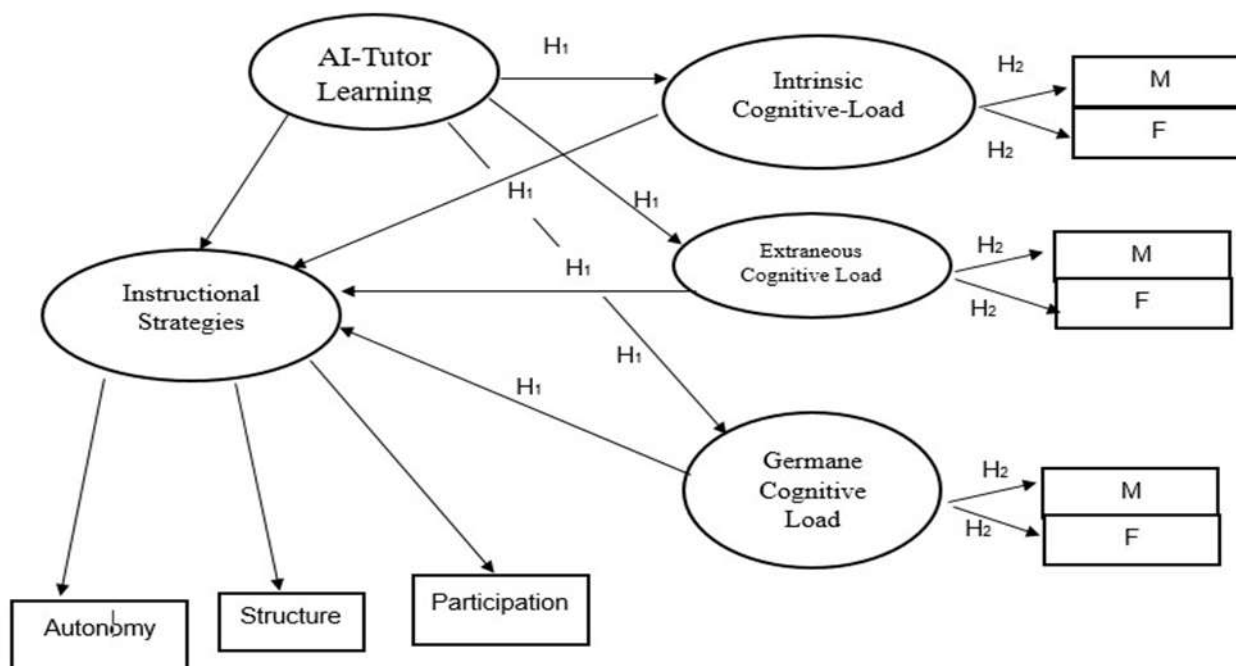 AI-Tutor
Learning
H₁
Intrinsic
Cognitive-Load
H₂
M
F
H₂
H₁
H₁
Extraneous
Cognitive Load
H₂
M
F
H₂
H₁
Instructional
Strategies
H₁
H₁
Germane
Cognitive
Load
H₂
M
F
H₂
Autonomy
Structure
Participation